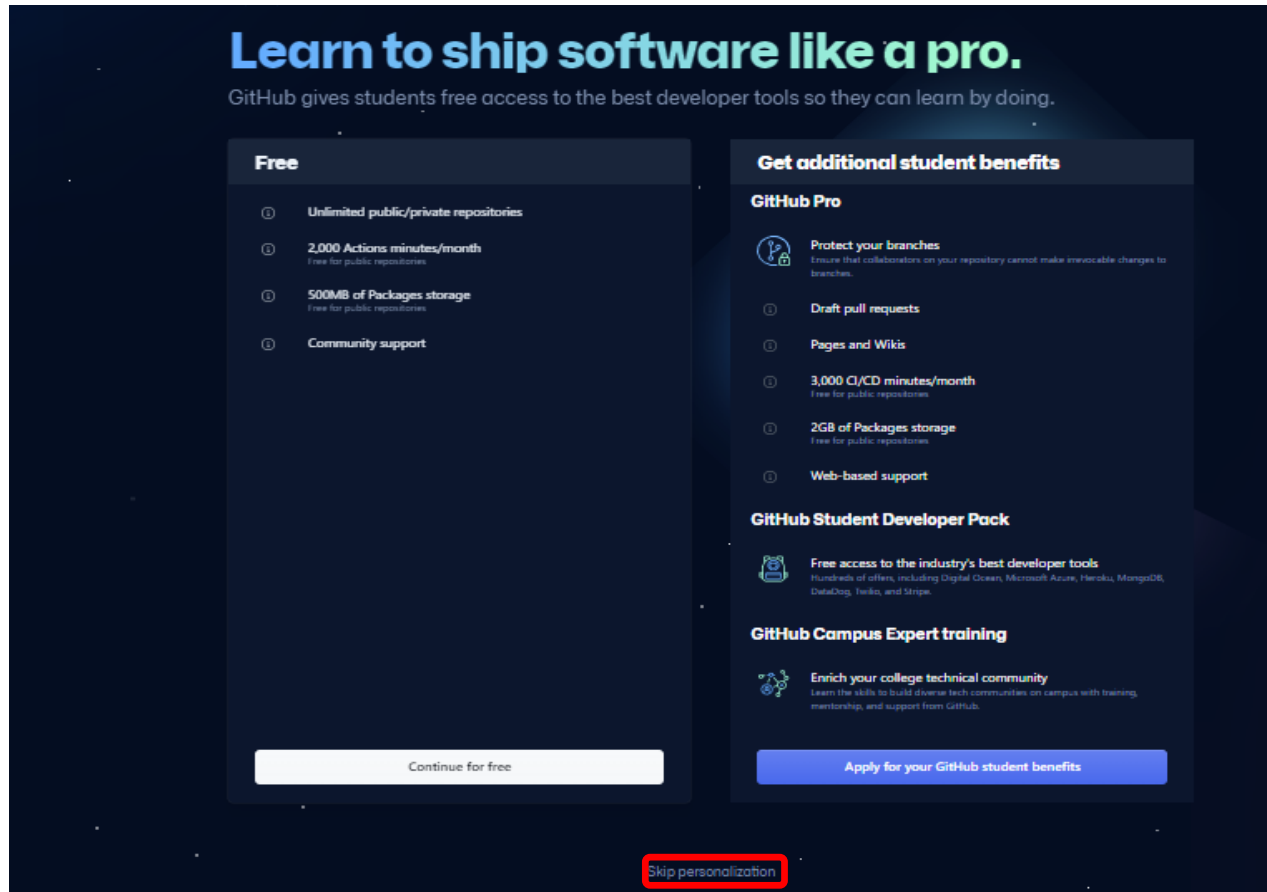 Learn to ship software like a pro.
GitHub gives students free access to the best developer tools so they can learn by doing.
Free
Unlimited public/private repositories
2,000 Actions minutes/month
Free for public repositories
500MB of Packages storage
Free for public repositories
Community support
Continue for free
Get additional student benefits
GitHub Pro
Protect your branches
Ensure that collaborators on your repository cannot make irrevocable changes to
branches.
Draft pull requests
Pages and Wikis
3,000 CI/CD minutes/month
Free for public repositories
2GB of Packages storage
Free for public repositories
Web-based support
GitHub Student Developer Pack
Free access to the industry's best developer tools
Hundreds of offers, including Digital Ocean, Microsoft Azure, Heroku, MongoDB,
DataDog, Twilio, and Stripe.
GitHub Campus Expert training
Enrich your college technical community
Learn the skills to build diverse tech communities on campus with training,
mentorship, and support from GitHub.
Apply for your GitHub student benefits
Skip personalization